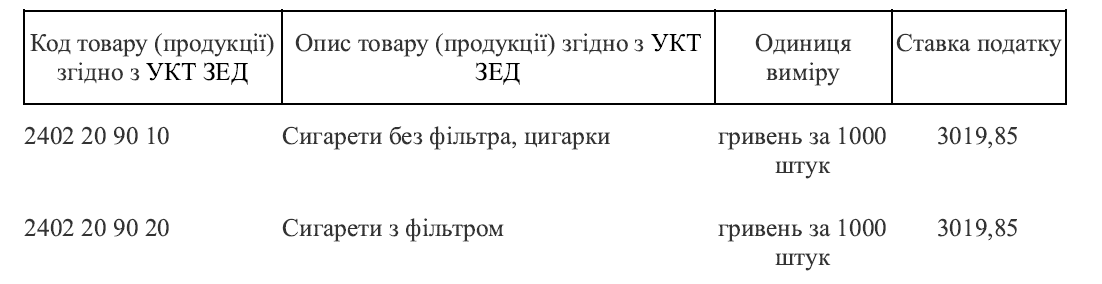 Код товару (продукції) згідно з УКТ ЗЕД
Опис товару (продукції) згідно з УКТ ЗЕД
Одиниця виміру
Ставка податку
2402 20 90 10
Сигарети без фільтра, цигарки
гривень за 1000 штук
3019,85
2402 20 90 20
Сигарети з фільтром
гривень за 1000 штук
3019,85